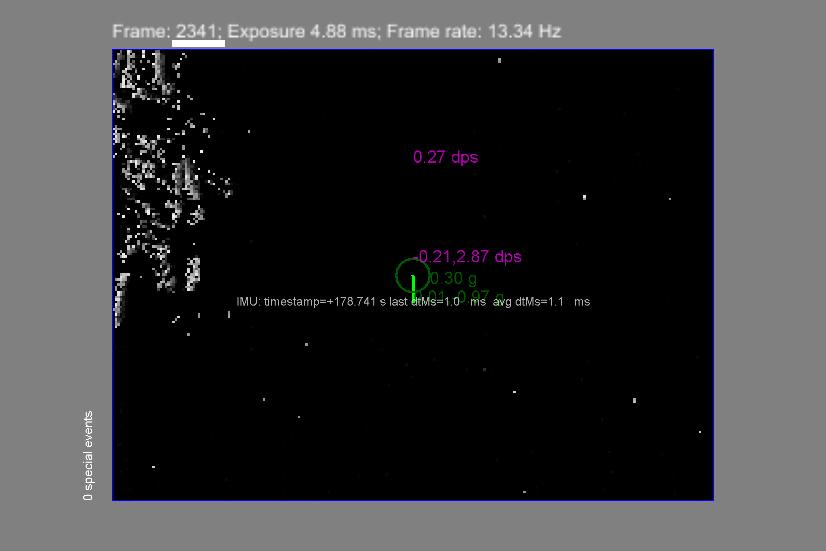 Frame: 2341; Exposure 4.88 ms; Frame rate: 13.34 Hz
0.27 dps
-0.21,2.87 dps
0.30 g
0.97 g
IMU: timestamp=+178.741 s last dtMs=1.0 ms avg dtMs=1.1 ms
0 special events